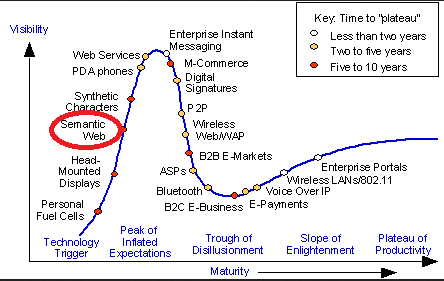 Visibility
Key: Time to "plateau"
Less than two years
Two to five years
Five to 10 years
Enterprise Instant
Messaging
Web Services
PDA phones
M-Commerce
Digital
Signatures
Synthetic
Characters
P2P
Semantic
Web
Wireless
Web/WAP
B2B E-Markets
Head-
Mounted
Displays
ASPs
Enterprise Portals
Wireless LANs/802.11
Bluetooth
Voice Over IP
Personal
Fuel Cells
B2C E-Business
E-Payments
Technology
Trigger
Peak of
Inflated
Expectations
Trough of
Disillusionment
Slope of
Enlightenment
Plateau of
Productivity
Maturity